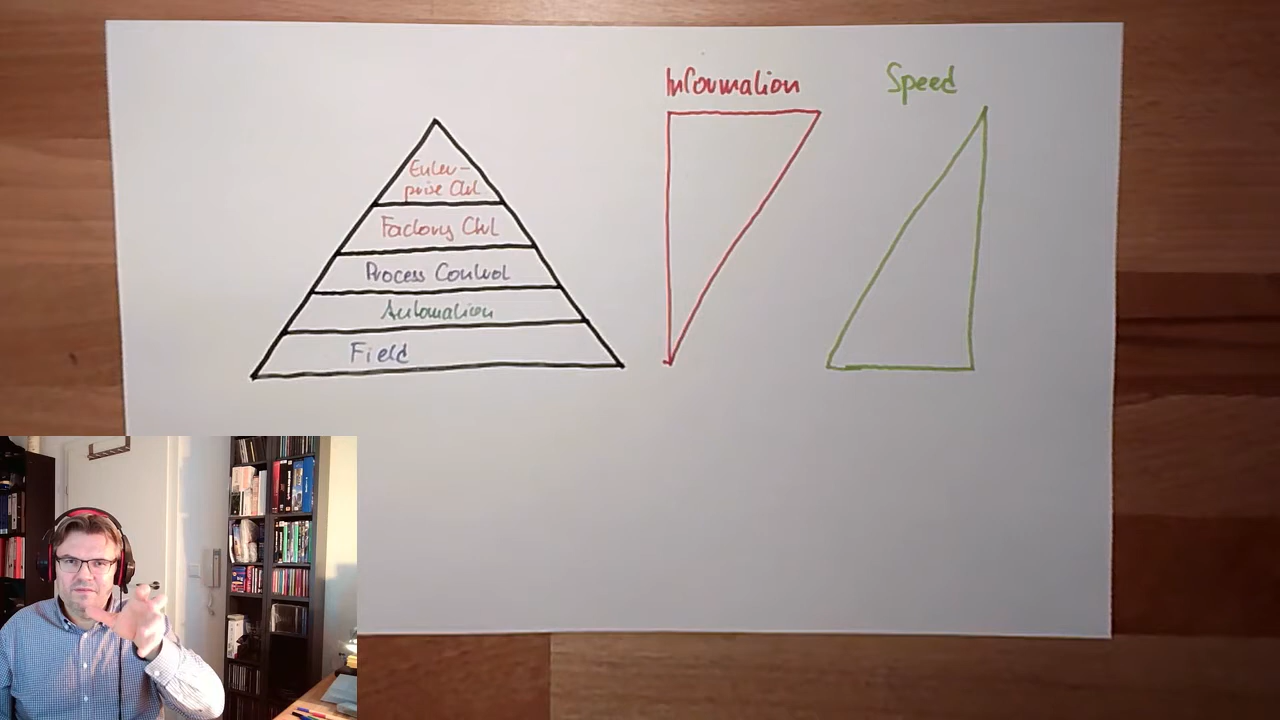 Information
Speed
Enter-
prise Ctrl
Factory Ctrl
Process Control
Automation
Field